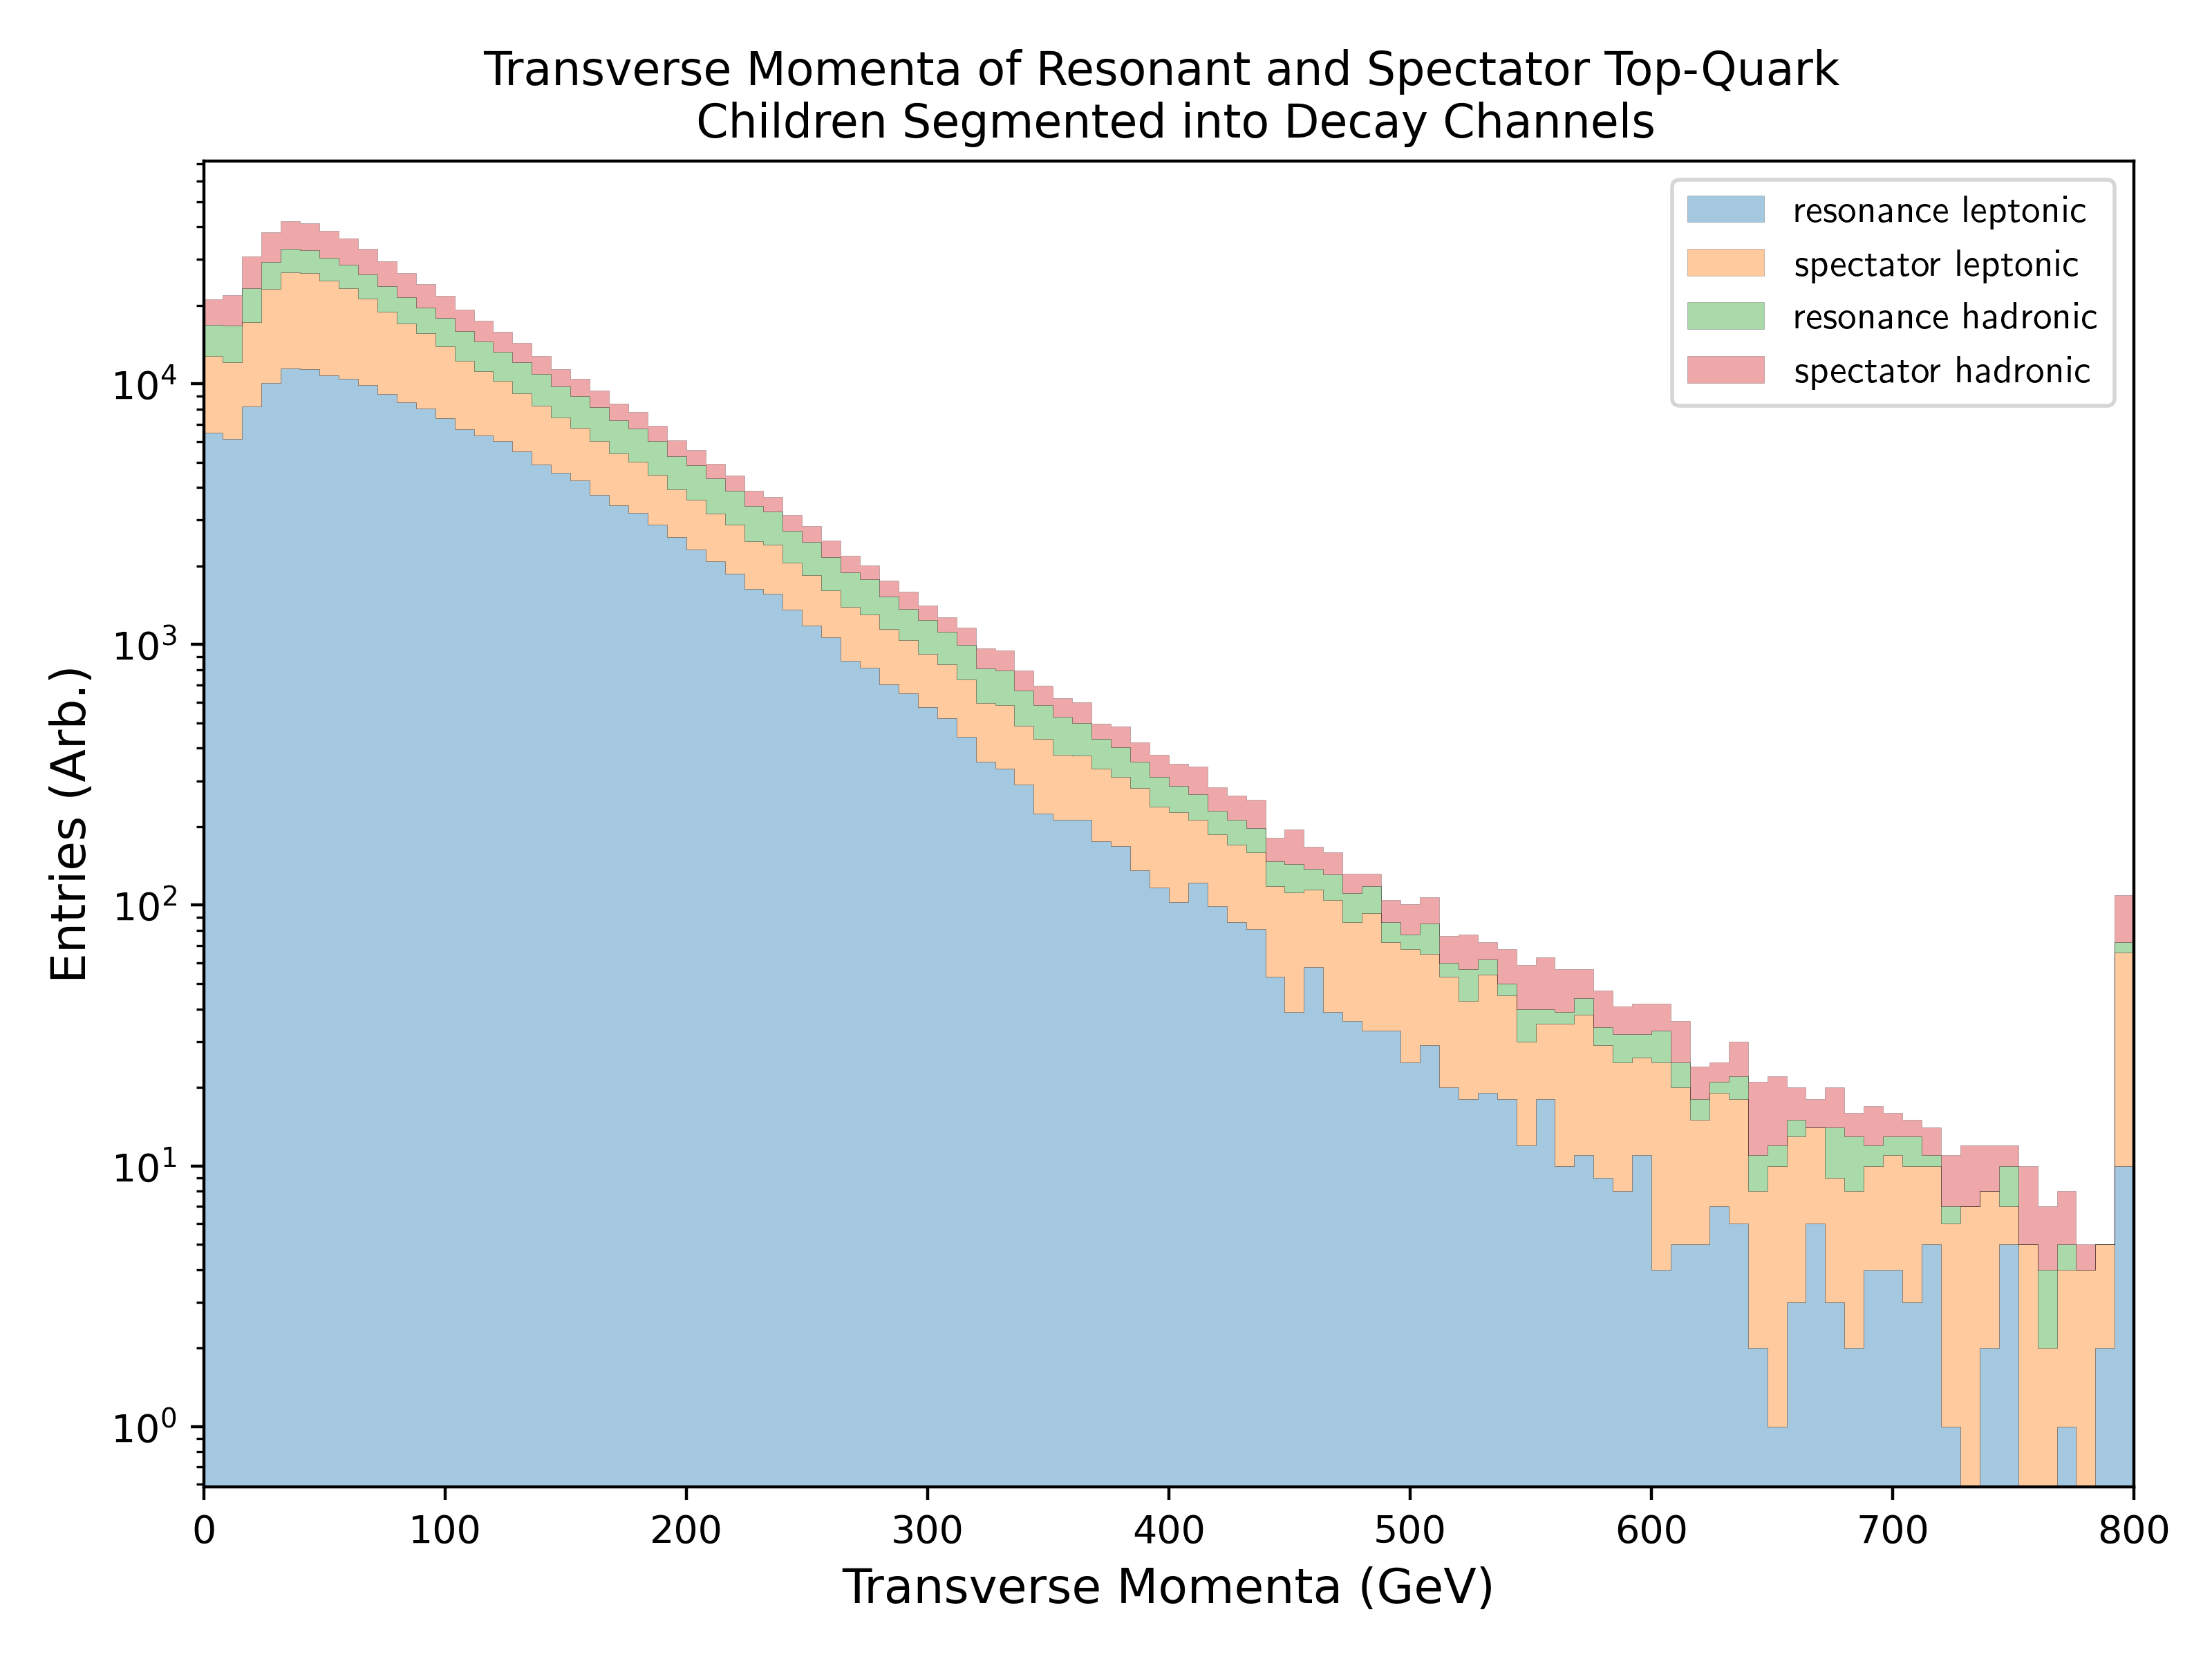 Transverse Momenta of Resonant and Spectator Top-Quark
Children Segmented into Decay Channels
resonance leptonic
spectator leptonic
resonance hadronic
spectator hadronic
Entries (Arb.)
10⁴
10³
10²
10¹
10⁰
0 100 200 300 400 500 600 700 800
Transverse Momenta (GeV)